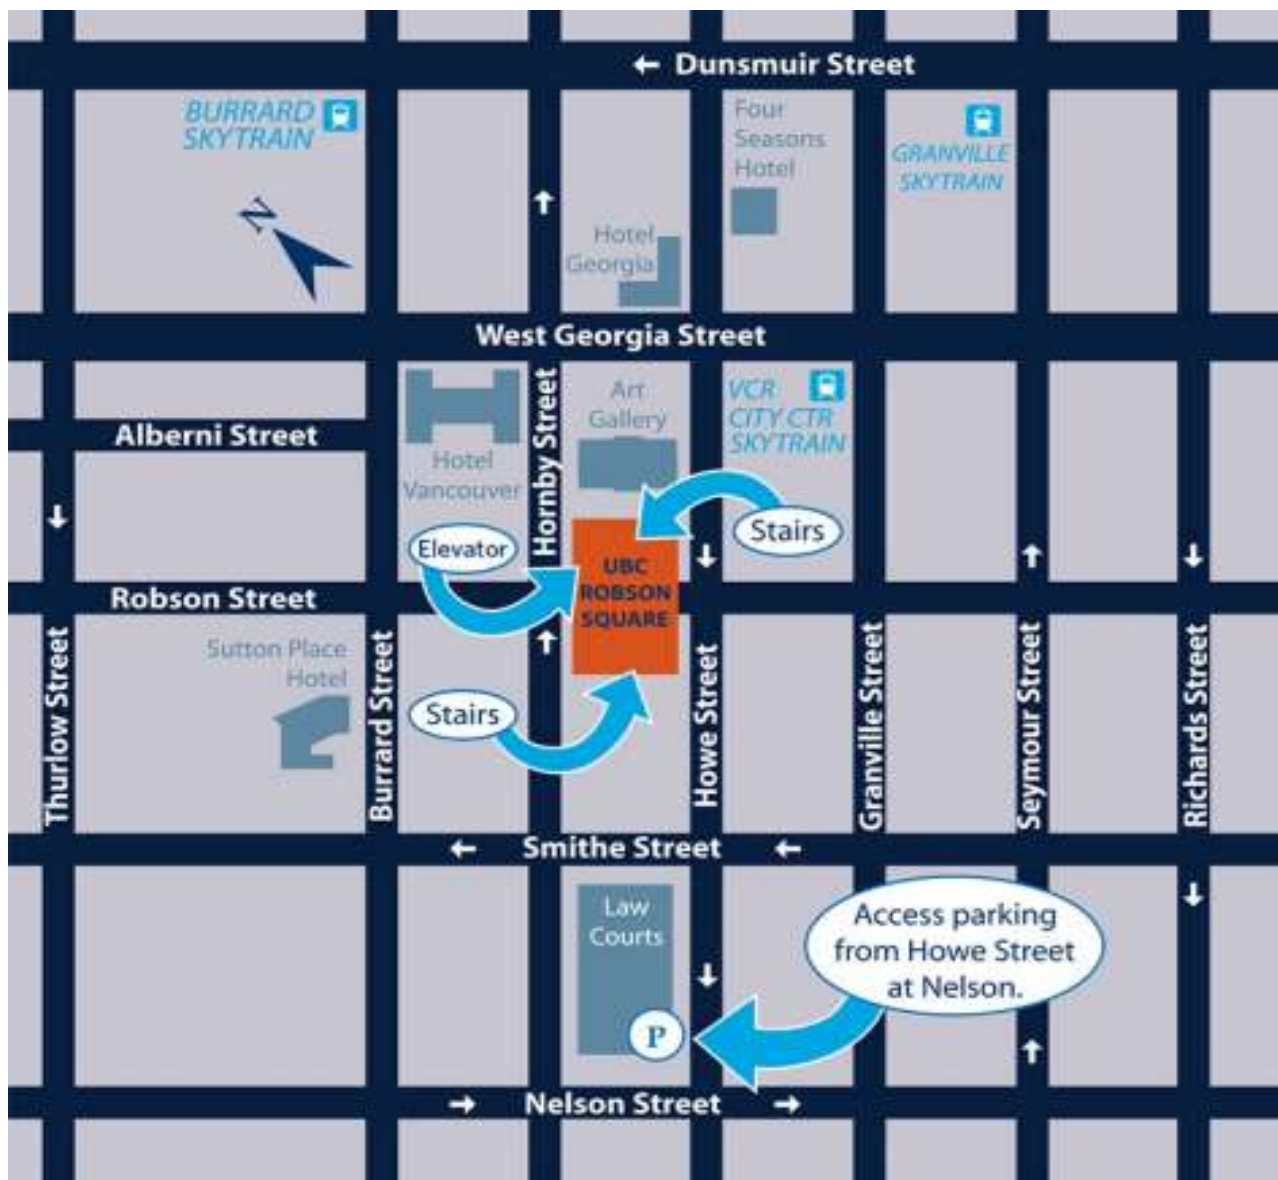 ← Dunsmuir Street
BURRARD
SKYTRAIN
Four
Seasons
Hotel
GRANVILLE
SKYTRAIN
N
Hotel
Georgia
West Georgia Street
Art
Gallery
VCR
CITY CTR
SKYTRAIN
Alberni Street
Hotel
Vancouver
Hornby Street
Stairs
Elevator
UBC
ROBSON
SQUARE
Robson Street
Sutton Place
Hotel
Stairs
Thurlow Street
Burrard Street
Howe Street
Granville Street
Seymour Street
Richards Street
← Smithe Street ←
Law
Courts
Access parking
from Howe Street
at Nelson.
P
→ Nelson Street →